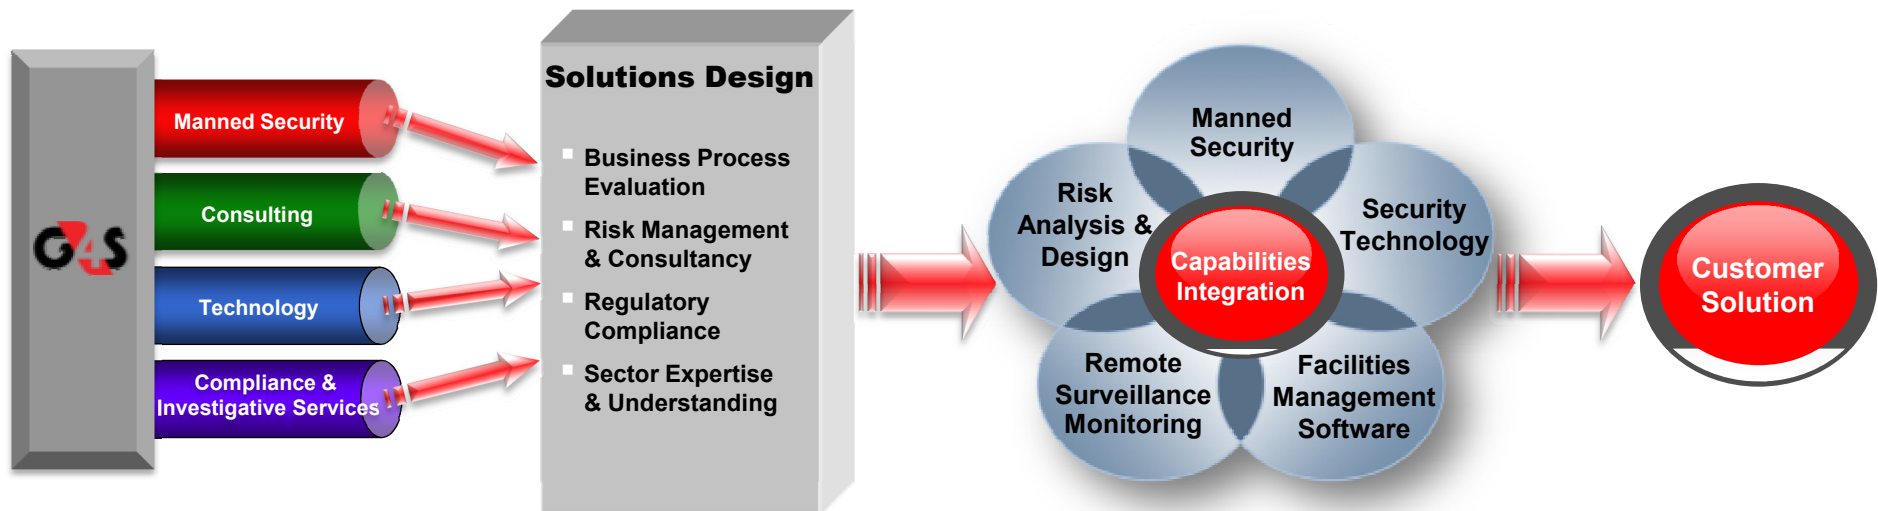 G4S
Manned Security
Consulting
Technology
Compliance &
Investigative Services
Solutions Design
Business Process
Evaluation
Risk Management
& Consultancy
Regulatory
Compliance
Sector Expertise
& Understanding
Manned
Security
Risk
Analysis &
Design
Security
Technology
Capabilities
Integration
Remote
Surveillance
Monitoring
Facilities
Management
Software
Customer
Solution